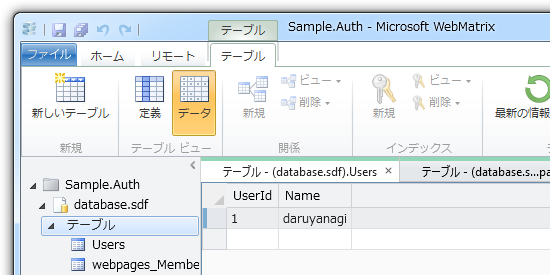 テーブル
Sample.Auth - Microsoft WebMatrix
ファイル ホーム リモート テーブル
新しいテーブル 定義 データ 新規 ビュー 削除 新規 ビュー 削除 最新の情報
新規 テーブル ビュー 関係 インデックス
テーブル - (database.sdf).Users × テーブル - (database.s...pa
Sample.Auth
database.sdf
テーブル
Users
webpages_Membe
UserId Name
1 daruyanagi